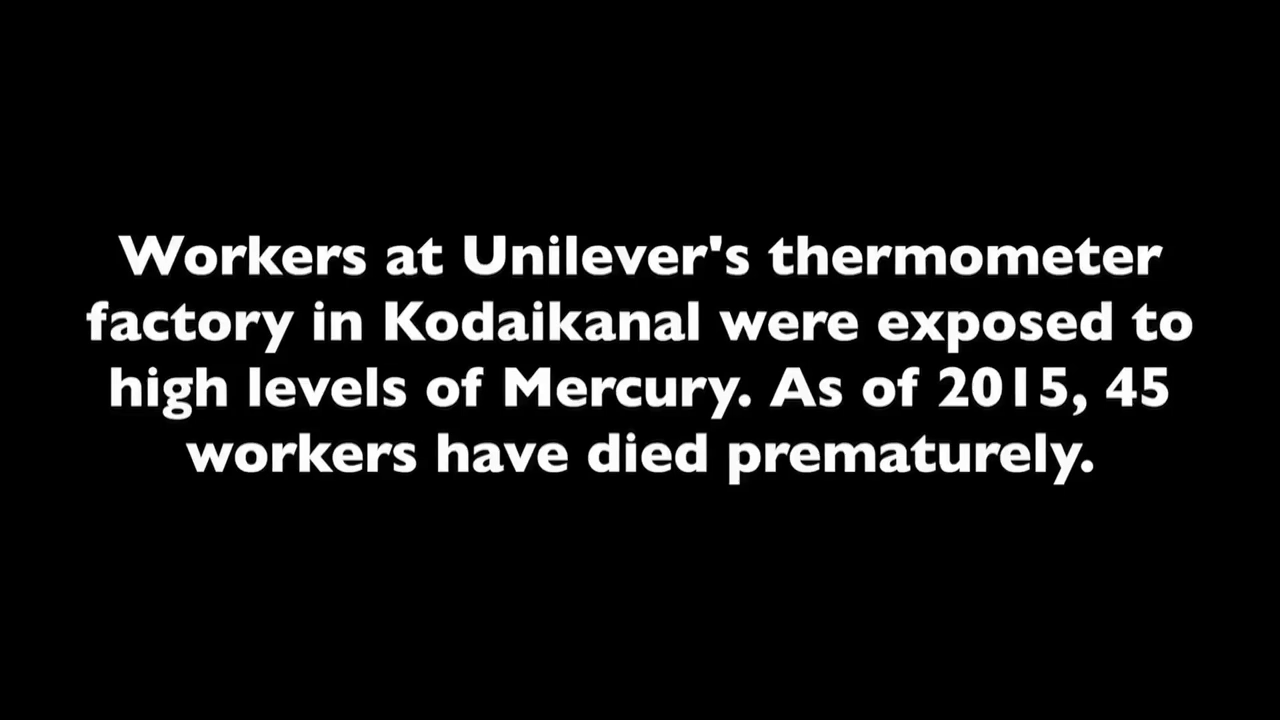 Workers at Unilever's thermometer
factory in Kodaikanal were exposed to
high levels of Mercury. As of 2015, 45
workers have died prematurely.